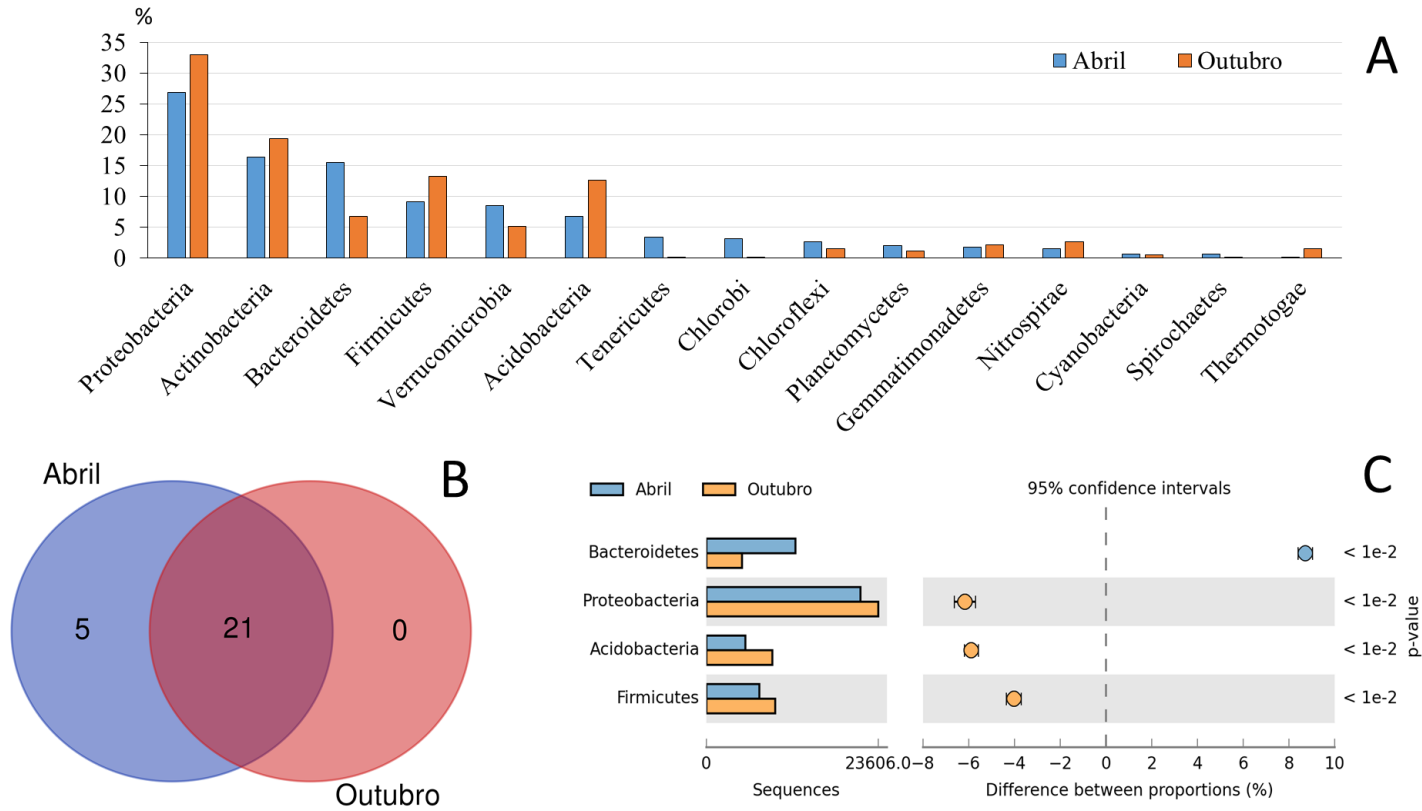 %
A
Abril
Outubro
35
30
25
20
15
10
5
0
Proteobacteria
Actinobacteria
Bacteroidetes
Firmicutes
Verrucomicrobia
Acidobacteria
Tenericutes
Chlorobi
Chloroflexi
Planctomycetes
Gemmatimonadetes
Nitrospirae
Cyanobacteria
Spirochaetes
Thermotogae
B
Abril
5
21
0
Outubro
C
Abril
Outubro
95% confidence intervals
Bacteroidetes
< 1e-2
Proteobacteria
< 1e-2
Acidobacteria
< 1e-2
Firmicutes
< 1e-2
p-value
0
23606.0
−8
−6
−4
−2
0
2
4
6
8
10
Sequences
Difference between proportions (%)